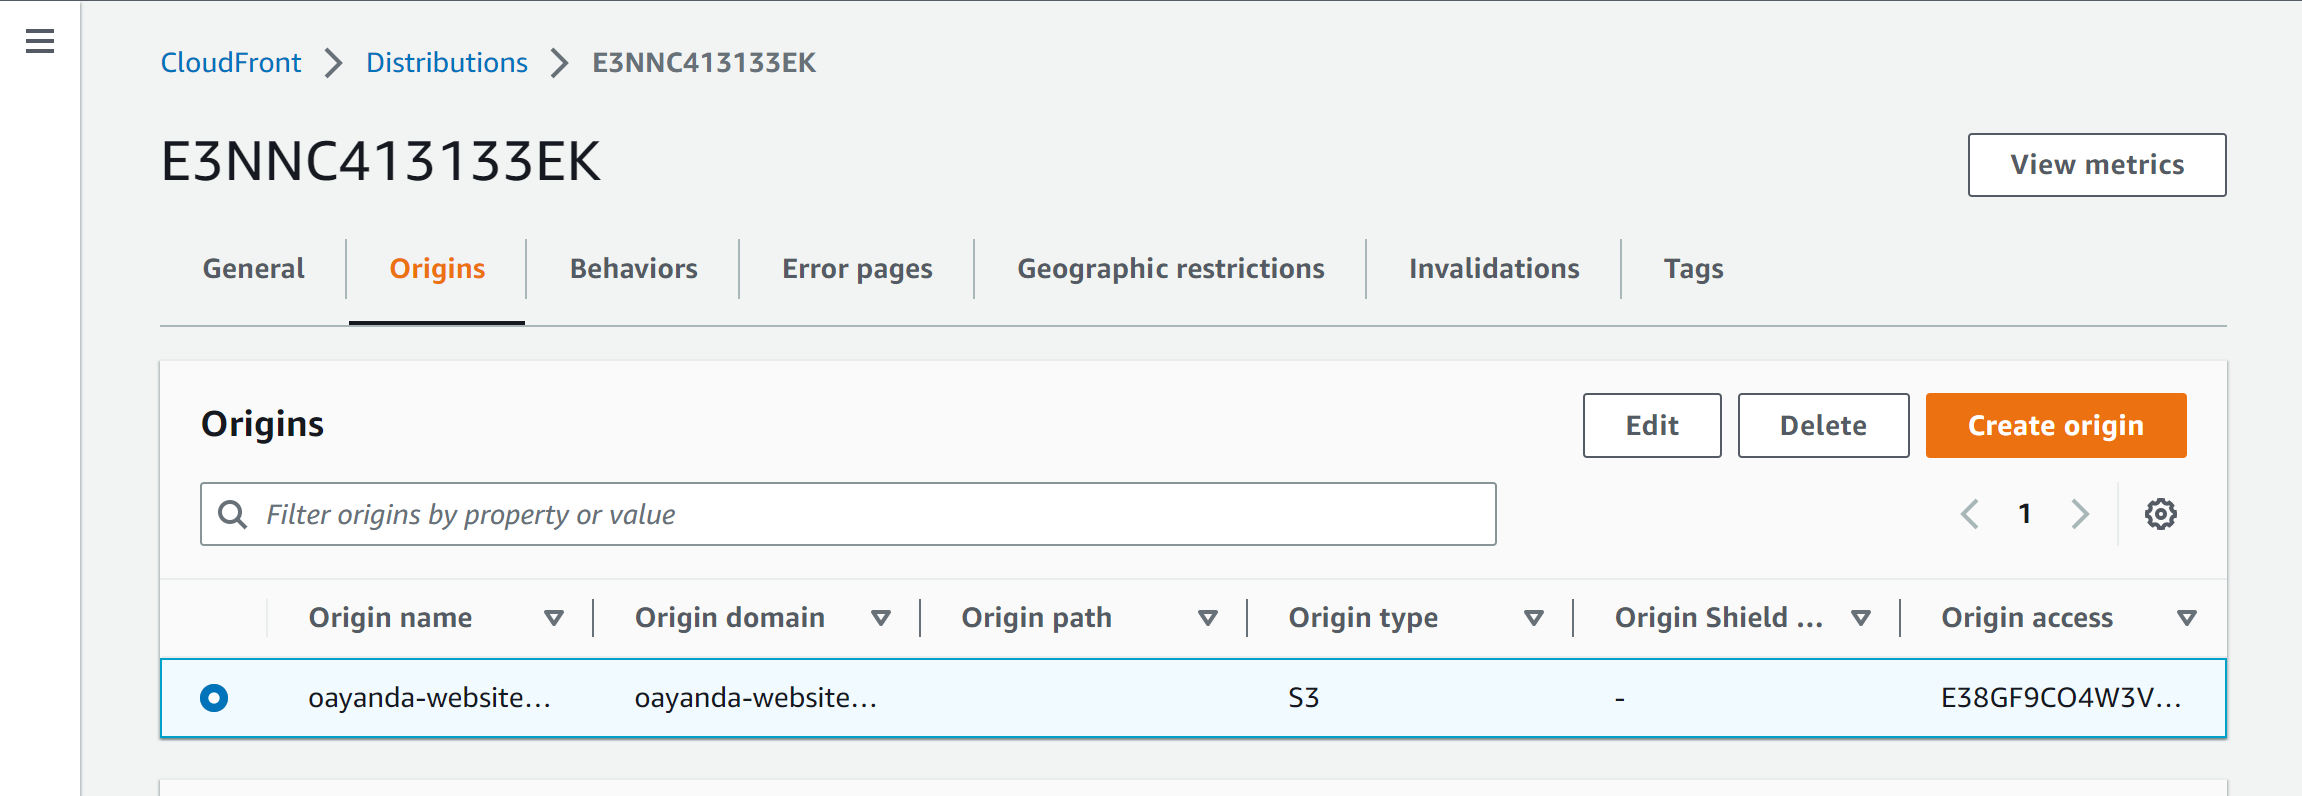 CloudFront Distributions E3NNC413133EK
E3NNC413133EK
View metrics
General Origins Behaviors Error pages Geographic restrictions Invalidations Tags
Origins
Edit Delete Create origin
Filter origins by property or value
1
Origin name Origin domain Origin path Origin type Origin Shield ... Origin access
oayanda-website... oayanda-website... S3 - E38GF9CO4W3V...